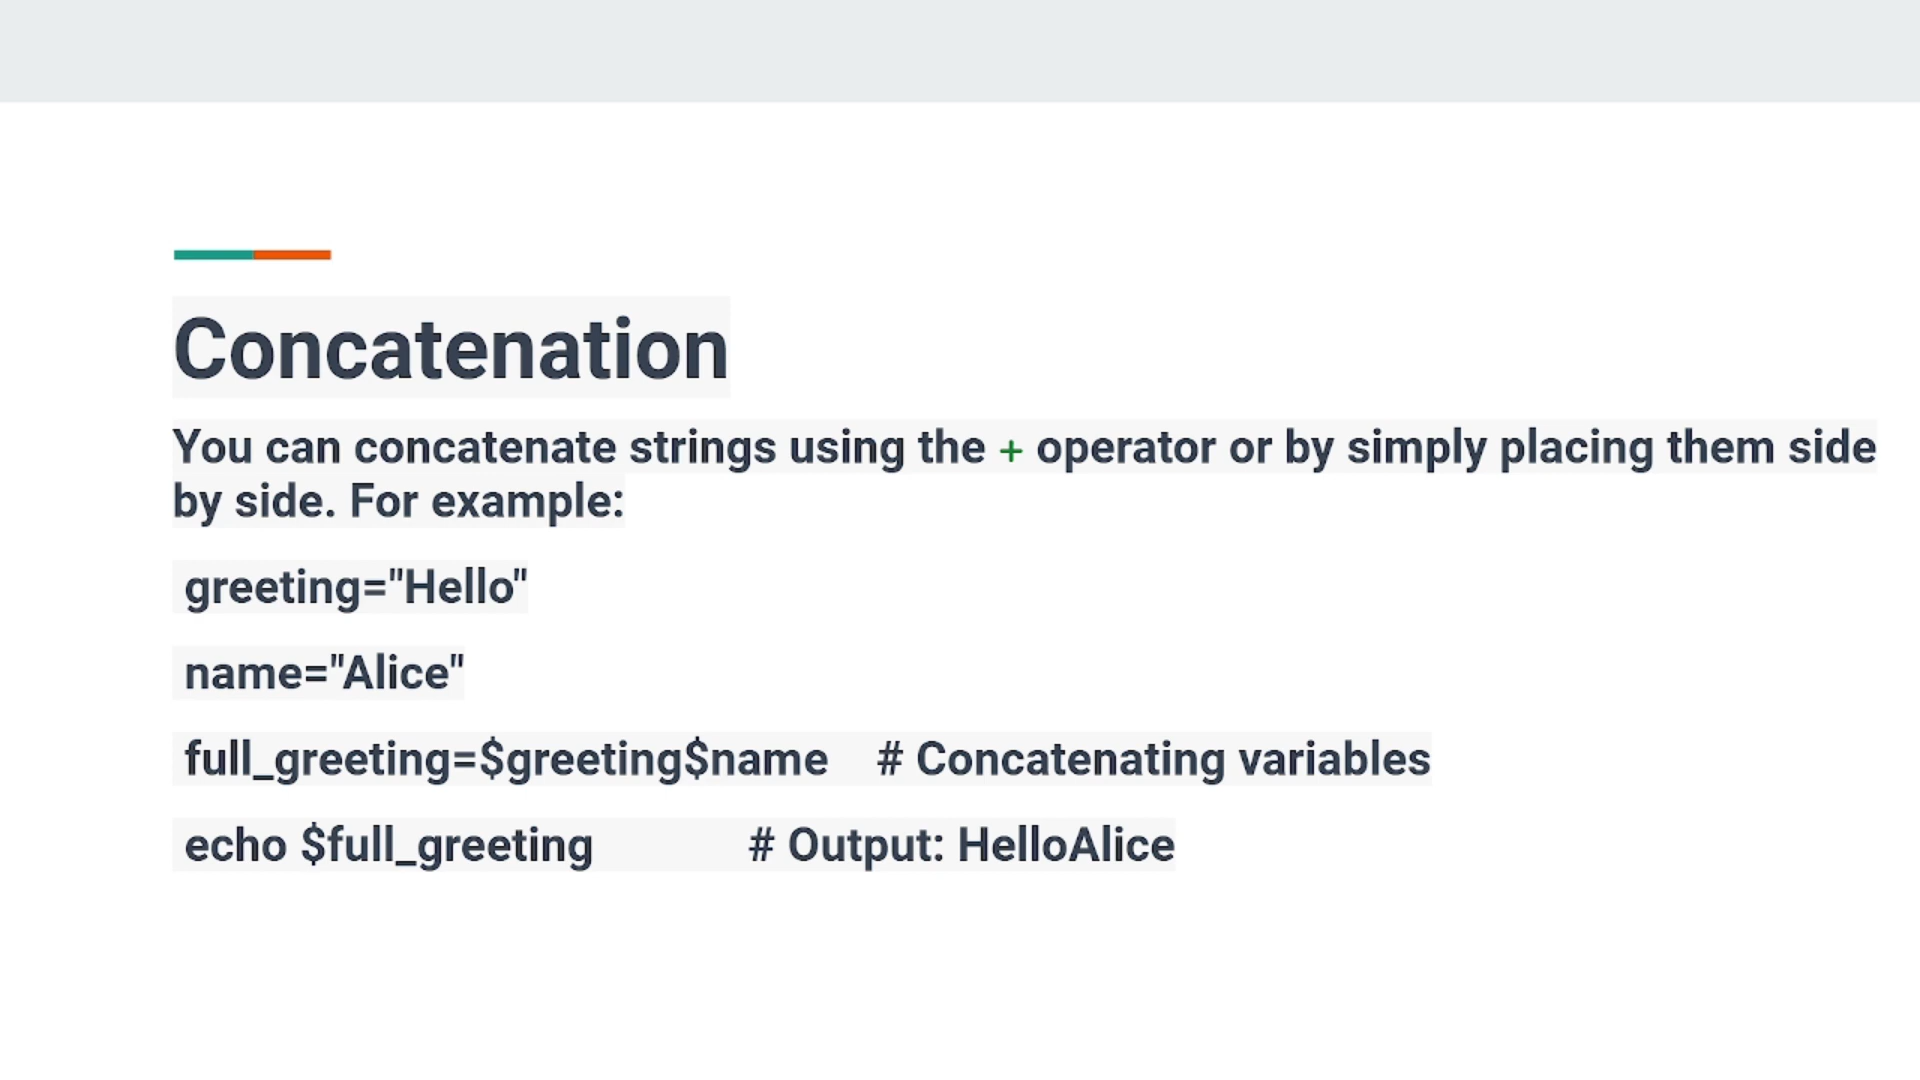 Concatenation
You can concatenate strings using the + operator or by simply placing them side
by side. For example:
greeting="Hello"
name="Alice"
full_greeting=$greeting$name # Concatenating variables
echo $full_greeting # Output: HelloAlice